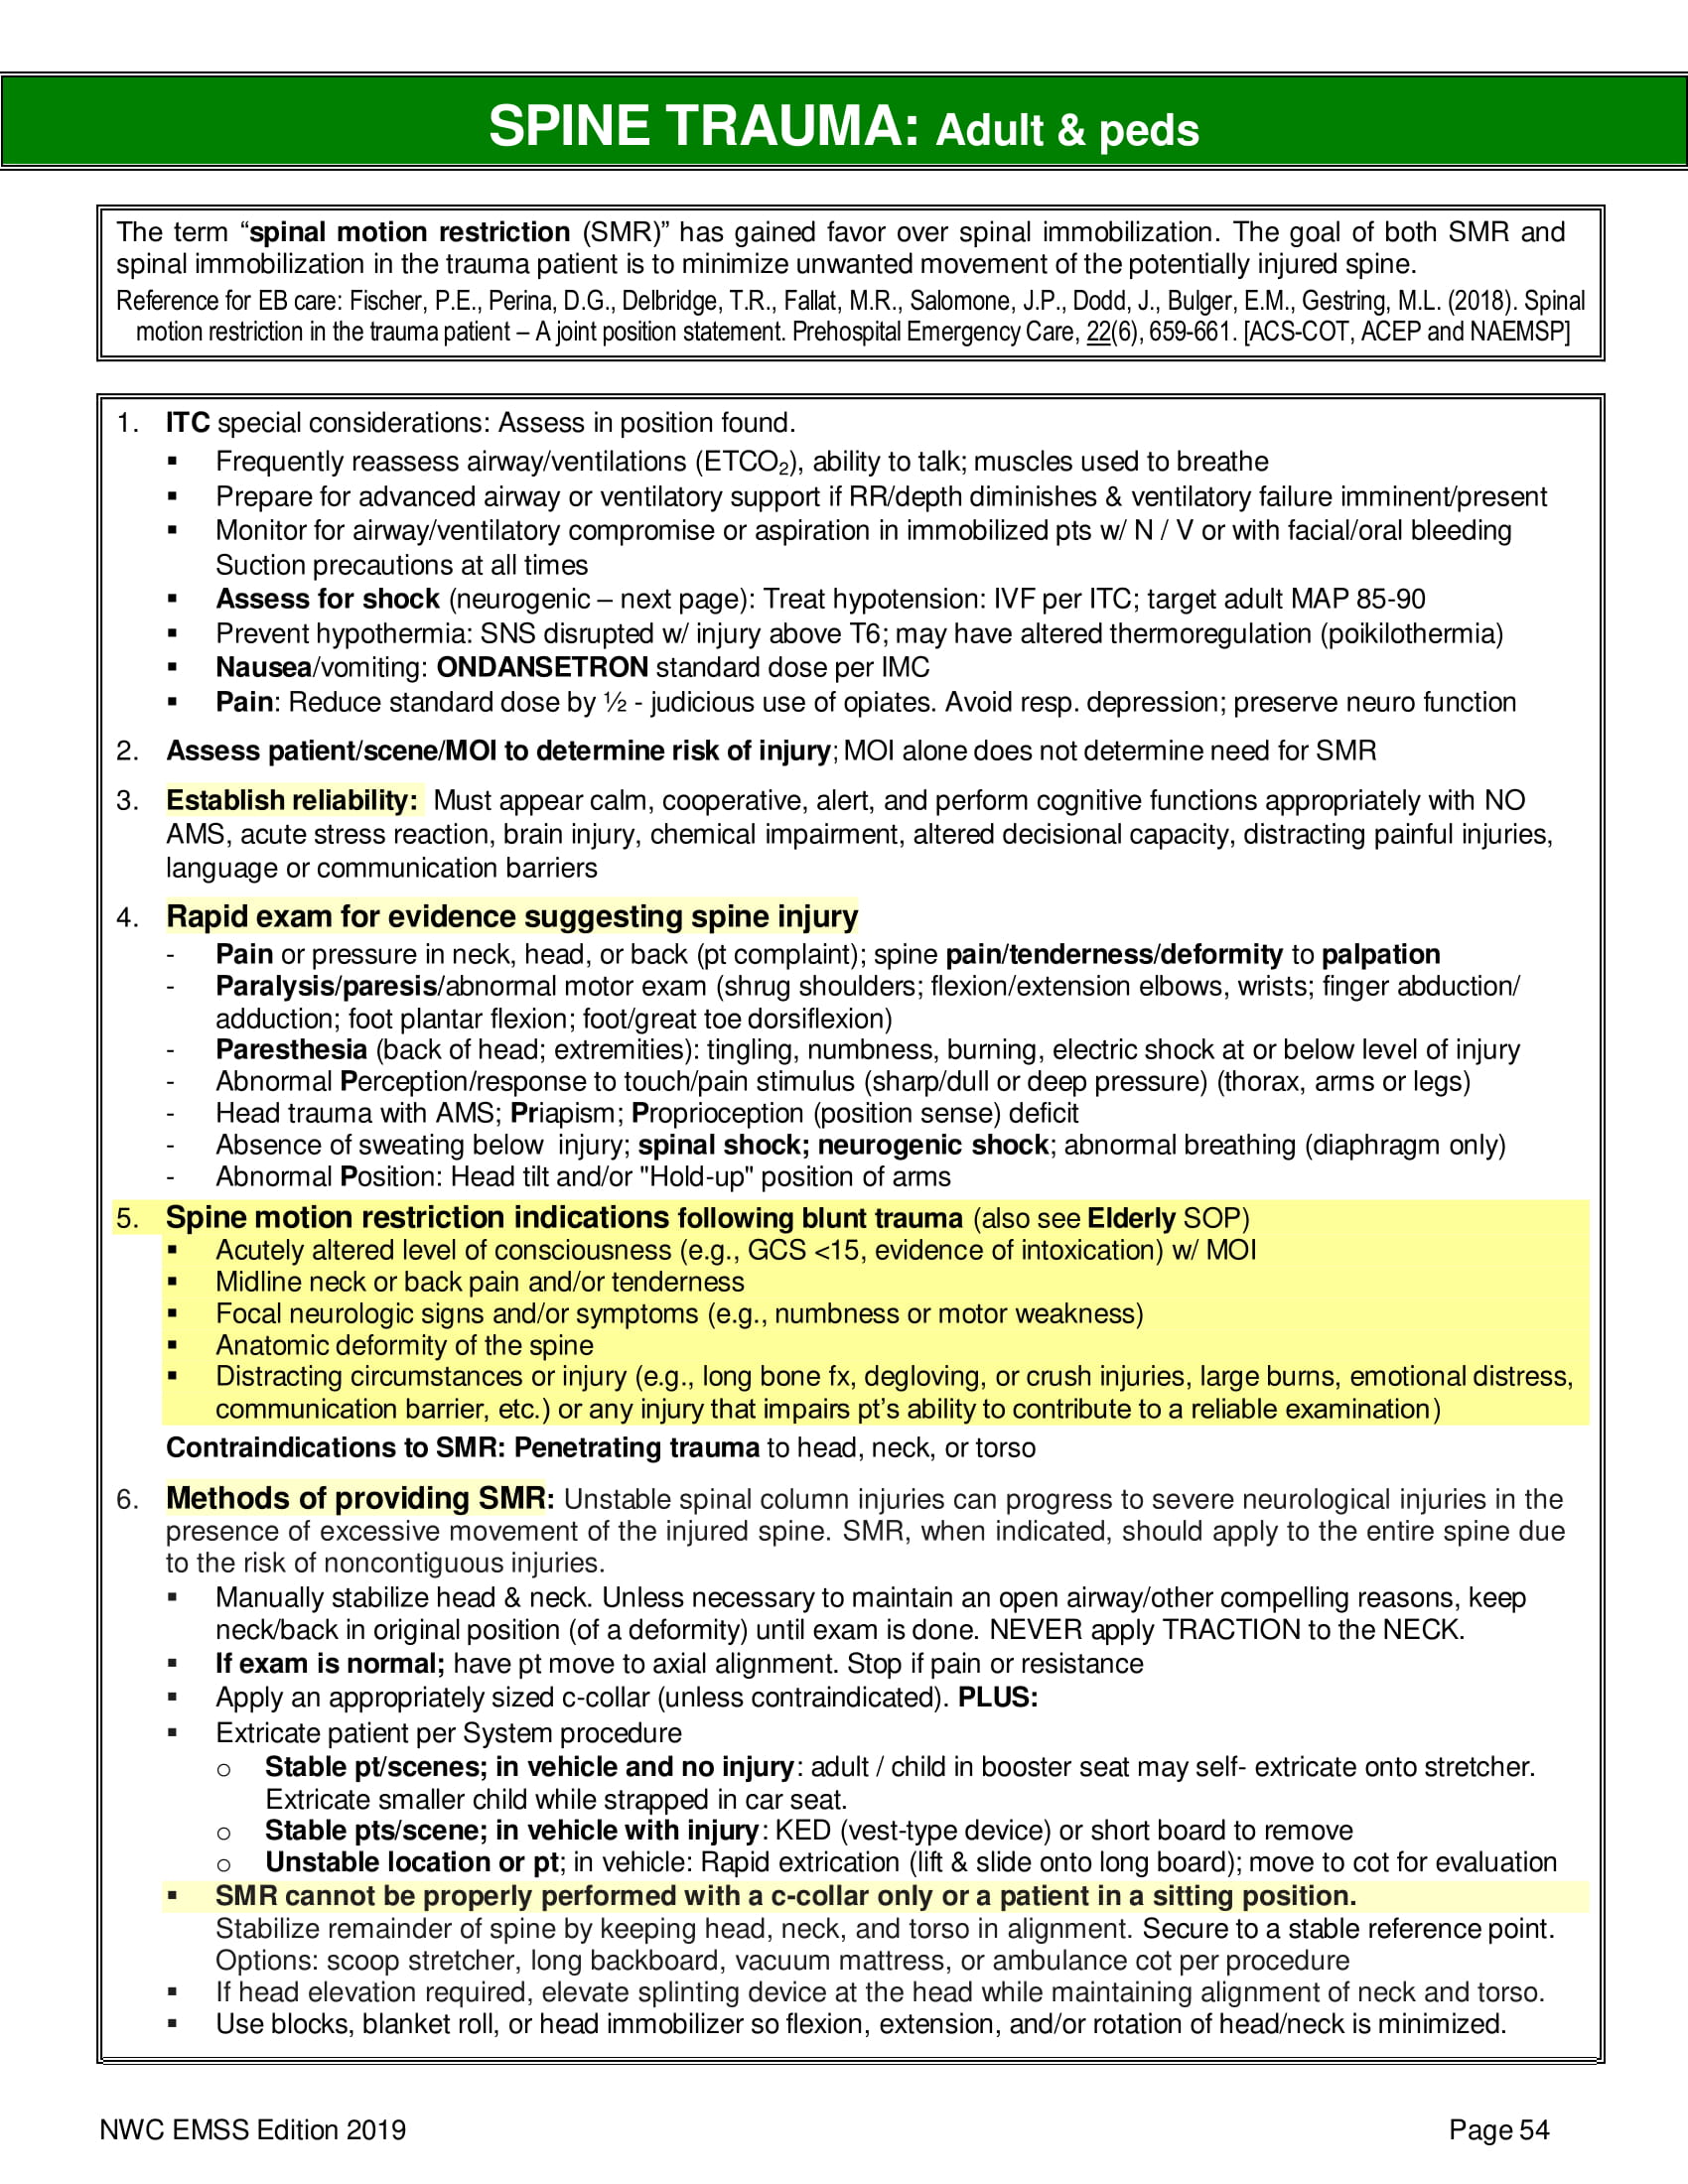 SPINE TRAUMA: Adult & peds
The term “spinal motion restriction (SMR)” has gained favor over spinal immobilization. The goal of both SMR and
spinal immobilization in the trauma patient is to minimize unwanted movement of the potentially injured spine.
Reference for EB care: Fischer, P.E., Perina, D.G., Delbridge, T.R., Fallat, M.R., Salomone, J.P., Dodd, J., Bulger, E.M., Gestring, M.L. (2018). Spinal
motion restriction in the trauma patient – A joint position statement. Prehospital Emergency Care, 22(6), 659-661. [ACS-COT, ACEP and NAEMSP]
1. ITC special considerations: Assess in position found.
▪ Frequently reassess airway/ventilations (ETCO₂), ability to talk; muscles used to breathe
▪ Prepare for advanced airway or ventilatory support if RR/depth diminishes & ventilatory failure imminent/present
▪ Monitor for airway/ventilatory compromise or aspiration in immobilized pts w/ N / V or with facial/oral bleeding
Suction precautions at all times
▪ Assess for shock (neurogenic – next page): Treat hypotension: IVF per ITC; target adult MAP 85-90
▪ Prevent hypothermia: SNS disrupted w/ injury above T6; may have altered thermoregulation (poikilothermia)
▪ Nausea/vomiting: ONDANSETRON standard dose per IMC
▪ Pain: Reduce standard dose by ½ - judicious use of opiates. Avoid resp. depression; preserve neuro function
2. Assess patient/scene/MOI to determine risk of injury; MOI alone does not determine need for SMR
3. Establish reliability: Must appear calm, cooperative, alert, and perform cognitive functions appropriately with NO
AMS, acute stress reaction, brain injury, chemical impairment, altered decisional capacity, distracting painful injuries,
language or communication barriers
4. Rapid exam for evidence suggesting spine injury
- Pain or pressure in neck, head, or back (pt complaint); spine pain/tenderness/deformity to palpation
- Paralysis/paresis/abnormal motor exam (shrug shoulders; flexion/extension elbows, wrists; finger abduction/
adduction; foot plantar flexion; foot/great toe dorsiflexion)
- Paresthesia (back of head; extremities): tingling, numbness, burning, electric shock at or below level of injury
- Abnormal Perception/response to touch/pain stimulus (sharp/dull or deep pressure) (thorax, arms or legs)
- Head trauma with AMS; Priapism; Proprioception (position sense) deficit
- Absence of sweating below injury; spinal shock; neurogenic shock; abnormal breathing (diaphragm only)
- Abnormal Position: Head tilt and/or "Hold-up" position of arms
5. Spine motion restriction indications following blunt trauma (also see Elderly SOP)
▪ Acutely altered level of consciousness (e.g., GCS <15, evidence of intoxication) w/ MOI
▪ Midline neck or back pain and/or tenderness
▪ Focal neurologic signs and/or symptoms (e.g., numbness or motor weakness)
▪ Anatomic deformity of the spine
▪ Distracting circumstances or injury (e.g., long bone fx, degloving, or crush injuries, large burns, emotional distress,
communication barrier, etc.) or any injury that impairs pt’s ability to contribute to a reliable examination)
Contraindications to SMR: Penetrating trauma to head, neck, or torso
6. Methods of providing SMR: Unstable spinal column injuries can progress to severe neurological injuries in the
presence of excessive movement of the injured spine. SMR, when indicated, should apply to the entire spine due
to the risk of noncontiguous injuries.
▪ Manually stabilize head & neck. Unless necessary to maintain an open airway/other compelling reasons, keep
neck/back in original position (of a deformity) until exam is done. NEVER apply TRACTION to the NECK.
▪ If exam is normal; have pt move to axial alignment. Stop if pain or resistance
▪ Apply an appropriately sized c-collar (unless contraindicated). PLUS:
▪ Extricate patient per System procedure
o Stable pt/scenes; in vehicle and no injury: adult / child in booster seat may self- extricate onto stretcher.
Extricate smaller child while strapped in car seat.
o Stable pts/scene; in vehicle with injury: KED (vest-type device) or short board to remove
o Unstable location or pt; in vehicle: Rapid extrication (lift & slide onto long board); move to cot for evaluation
▪ SMR cannot be properly performed with a c-collar only or a patient in a sitting position.
Stabilize remainder of spine by keeping head, neck, and torso in alignment. Secure to a stable reference point.
Options: scoop stretcher, long backboard, vacuum mattress, or ambulance cot per procedure
▪ If head elevation required, elevate splinting device at the head while maintaining alignment of neck and torso.
▪ Use blocks, blanket roll, or head immobilizer so flexion, extension, and/or rotation of head/neck is minimized.
NWC EMSS Edition 2019
Page 54